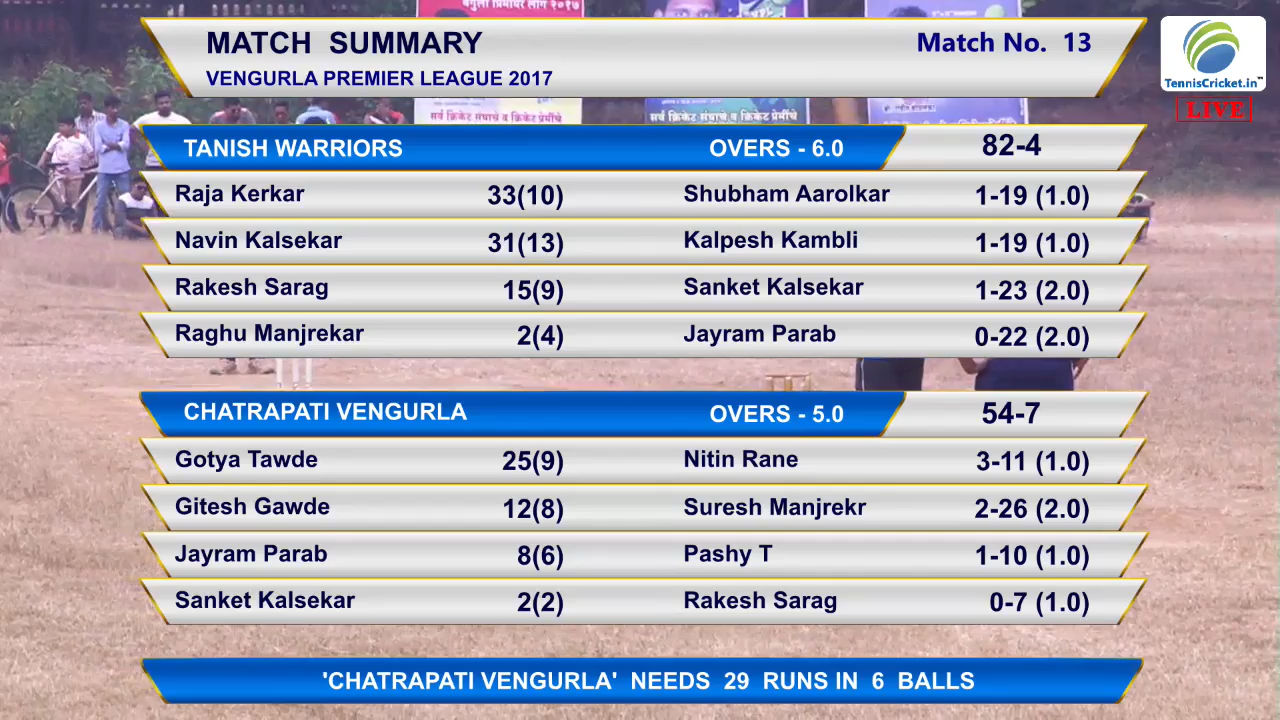 वेंगुर्ला प्रिमीयर लीग २०१७
MATCH SUMMARY
Match No. 13
VENGURLA PREMIER LEAGUE 2017
TennisCricket.in
LIVE
सर्व क्रिकेट संघाचे व क्रिकेट प्रेमींचे
सर्व क्रिकेट संघाचे व क्रिकेट प्रेमींचे
TANISH WARRIORS OVERS - 6.0 82-4
Raja Kerkar 33(10) Shubham Aarolkar 1-19 (1.0)
Navin Kalsekar 31(13) Kalpesh Kambli 1-19 (1.0)
Rakesh Sarag 15(9) Sanket Kalsekar 1-23 (2.0)
Raghu Manjrekar 2(4) Jayram Parab 0-22 (2.0)
CHATRAPATI VENGURLA OVERS - 5.0 54-7
Gotya Tawde 25(9) Nitin Rane 3-11 (1.0)
Gitesh Gawde 12(8) Suresh Manjrekr 2-26 (2.0)
Jayram Parab 8(6) Pashy T 1-10 (1.0)
Sanket Kalsekar 2(2) Rakesh Sarag 0-7 (1.0)
'CHATRAPATI VENGURLA' NEEDS 29 RUNS IN 6 BALLS